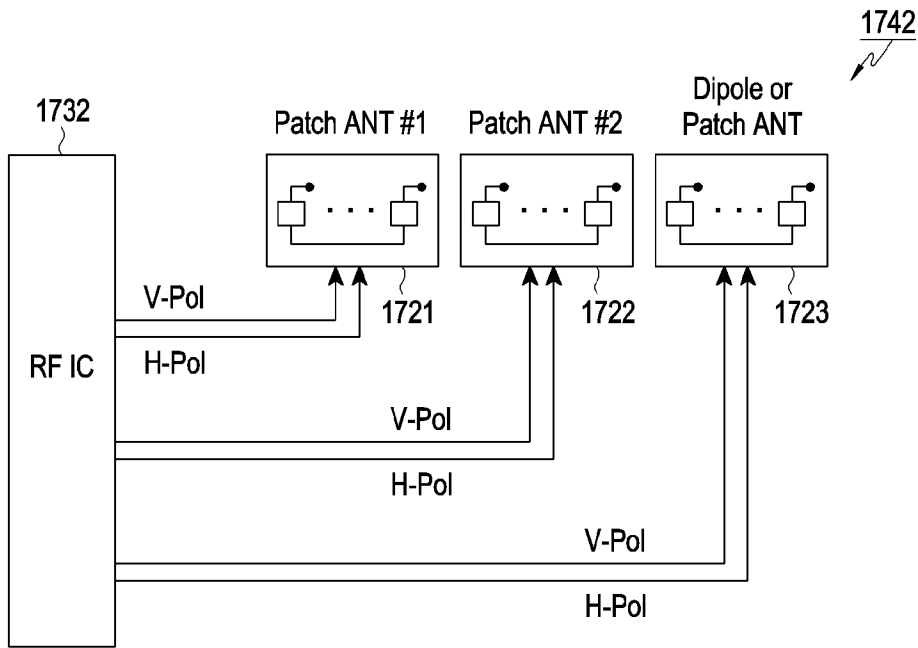 1742
1732
Patch ANT #1
Patch ANT #2
Dipole or
Patch ANT
1721
1722
1723
RF IC
V-Pol
H-Pol
V-Pol
H-Pol
V-Pol
H-Pol